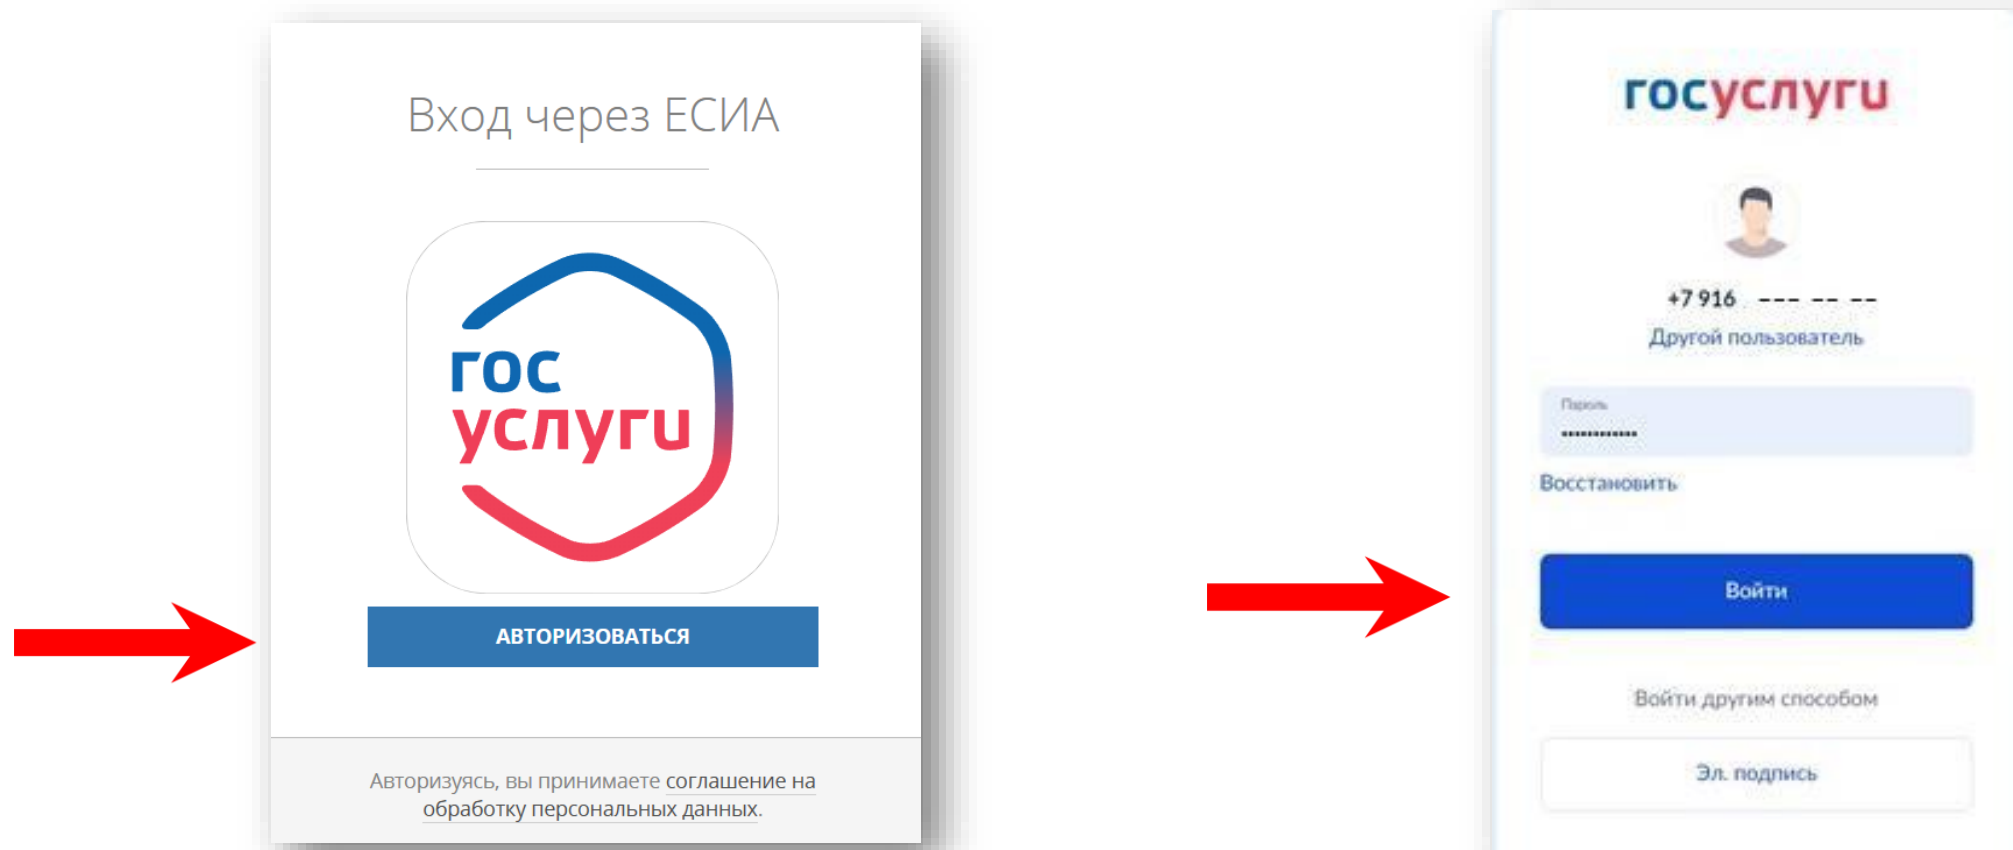 Вход через ЕСИА
гос
услуги
АВТОРИЗОВАТЬСЯ
Авторизуясь, вы принимаете соглашение на
обработку персональных данных.
госуслуги
+7 916 --- -- --
Другой пользователь
Пароль
••••••••••••
Восстановить
Войти
Войти другим способом
Эл. подпись